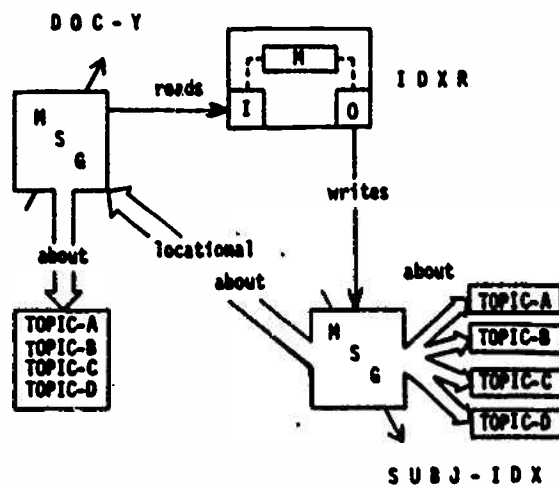 DOC-Y
IDXR
M
reads
I
O
M
S
G
writes
about
locational
about
about
TOPIC-A
TOPIC-B
TOPIC-C
TOPIC-D
M
S
G
TOPIC-A
TOPIC-B
TOPIC-C
TOPIC-D
SUBJ-IDX